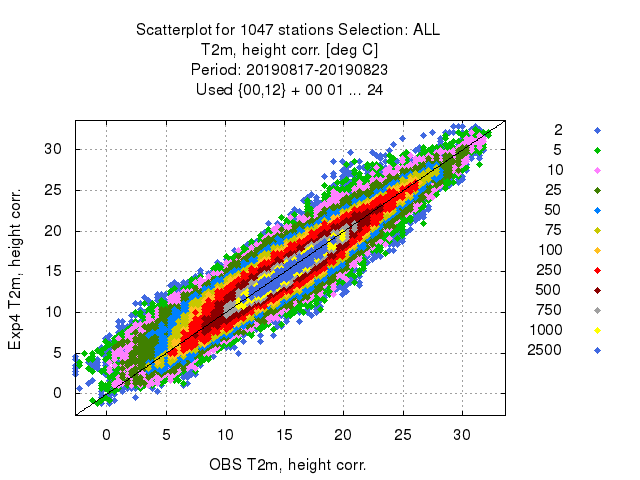 Scatterplot for 1047 stations Selection: ALL
T2m, height corr. [deg C]
Period: 20190817-20190823
Used {00,12} + 00 01 ... 24
Exp4 T2m, height corr.
30
25
20
15
10
5
0
0 5 10 15 20 25 30
OBS T2m, height corr.
2
5
10
25
50
75
100
250
500
750
1000
2500